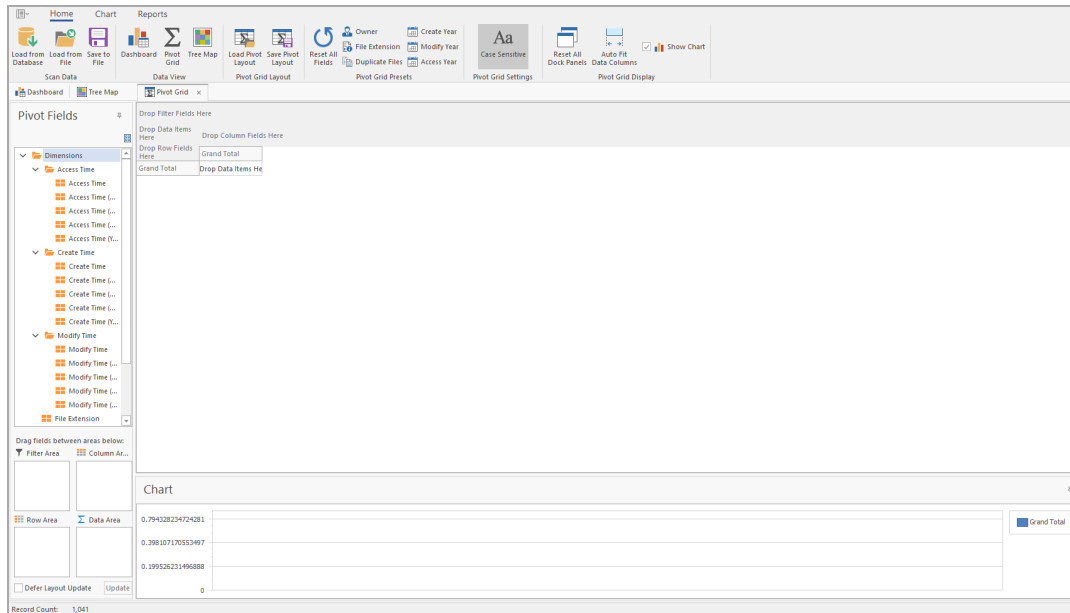 Home Chart Reports
Load from Database
Load from File
Save to File
Scan Data
Dashboard
Pivot Grid
Tree Map
Data View
Load Pivot Layout
Save Pivot Layout
Pivot Grid Layout
Reset All Fields
Owner
File Extension
Duplicate Files
Create Year
Modify Year
Access Year
Pivot Grid Presets
Aa
Case Sensitive
Pivot Grid Settings
Reset All Dock Panels
Auto Fit Data Columns
Show Chart
Pivot Grid Display
Dashboard Tree Map Pivot Grid ×
Pivot Fields
Dimensions
Access Time
Access Time
Access Time (...
Access Time (...
Access Time (...
Access Time (Y...
Create Time
Create Time
Create Time (...
Create Time (...
Create Time (...
Create Time (Y...
Modify Time
Modify Time
Modify Time (...
Modify Time (...
Modify Time (...
Modify Time (...
File Extension
Drag fields between areas below:
Filter Area Column Ar...
Row Area Σ Data Area
Defer Layout Update Update
Drop Filter Fields Here
Drop Data Items Here
Drop Column Fields Here
Drop Row Fields Here
Grand Total
Grand Total Drop Data Items He
Chart
0.794328234724281
0.398107170553497
0.199526231496888
0
Grand Total
Record Count: 1,041